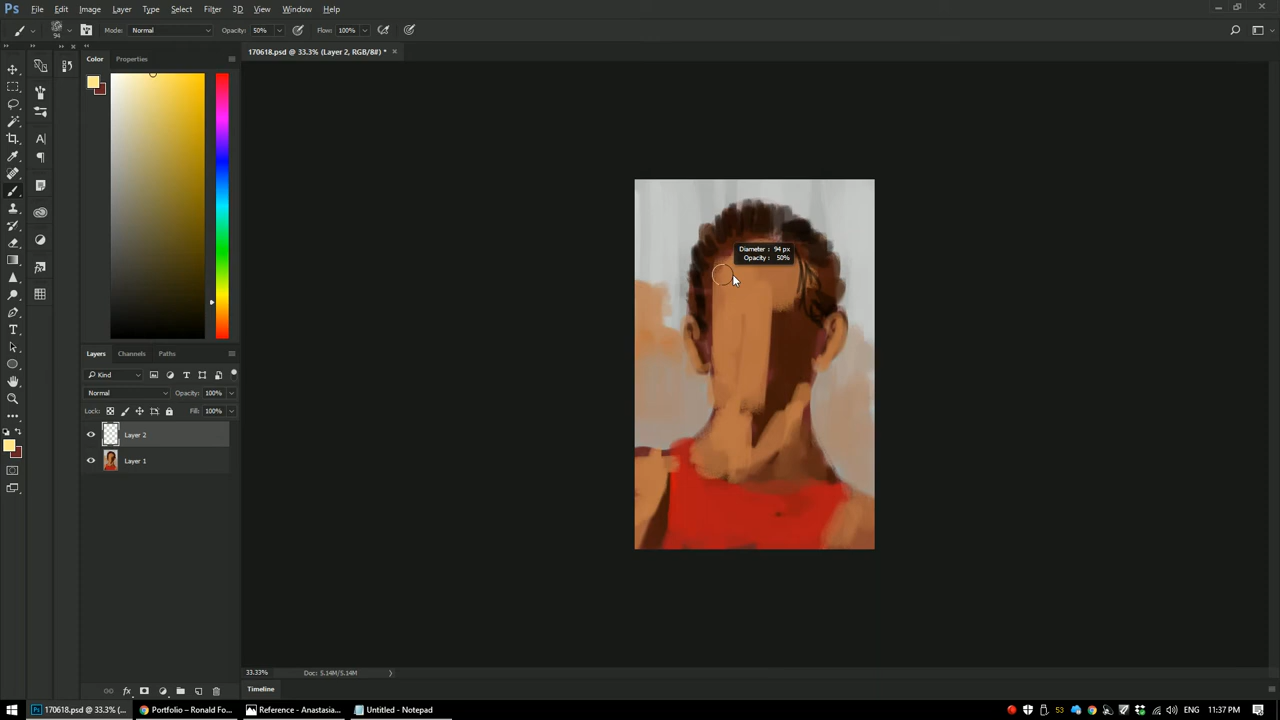 Ps File Edit Image Layer Type Select Filter 3D View Window Help
94 Mode: Normal Opacity: 50% Flow: 100%
170618.psd @ 33.3% (Layer 2, RGB/8#) *
Color Properties
Diameter : 94 px
Opacity : 50%
Layers Channels Paths
Kind
Normal Opacity: 100%
Lock: Fill: 100%
Layer 2
Layer 1
33.33% Doc: 5.14M/5.14M
Timeline
170618.psd @ 33.3% (... Portfolio – Ronald Fo... Reference - Anastasia... Untitled - Notepad 53 ENG 11:37 PM